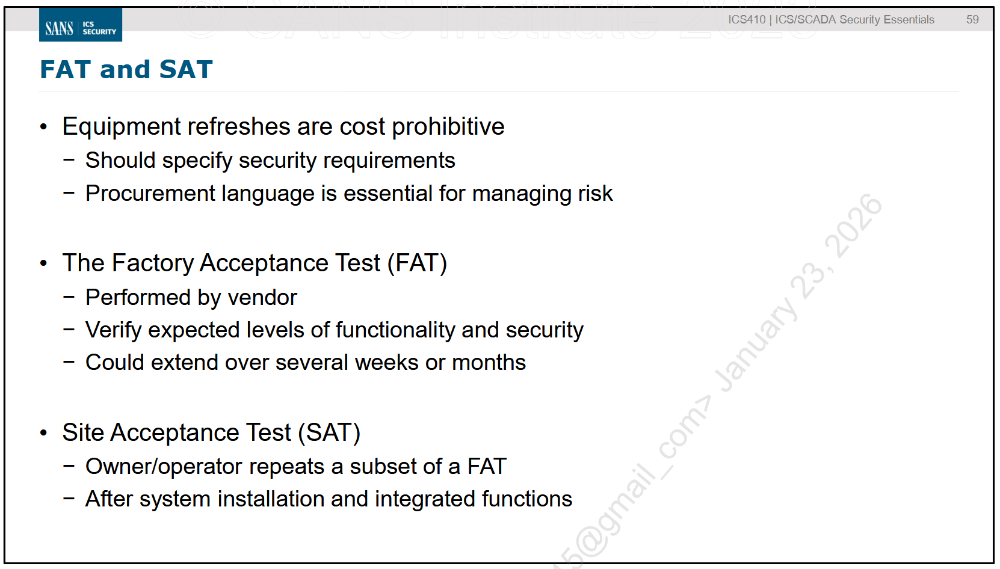 © SANS Institute 2026
SANS
ICS
SECURITY
ICS410 | ICS/SCADA Security Essentials 59
FAT and SAT
• Equipment refreshes are cost prohibitive
− Should specify security requirements
− Procurement language is essential for managing risk
• The Factory Acceptance Test (FAT)
− Performed by vendor
− Verify expected levels of functionality and security
− Could extend over several weeks or months
• Site Acceptance Test (SAT)
− Owner/operator repeats a subset of a FAT
− After system installation and integrated functions
5@gmail_com> January 23, 2026